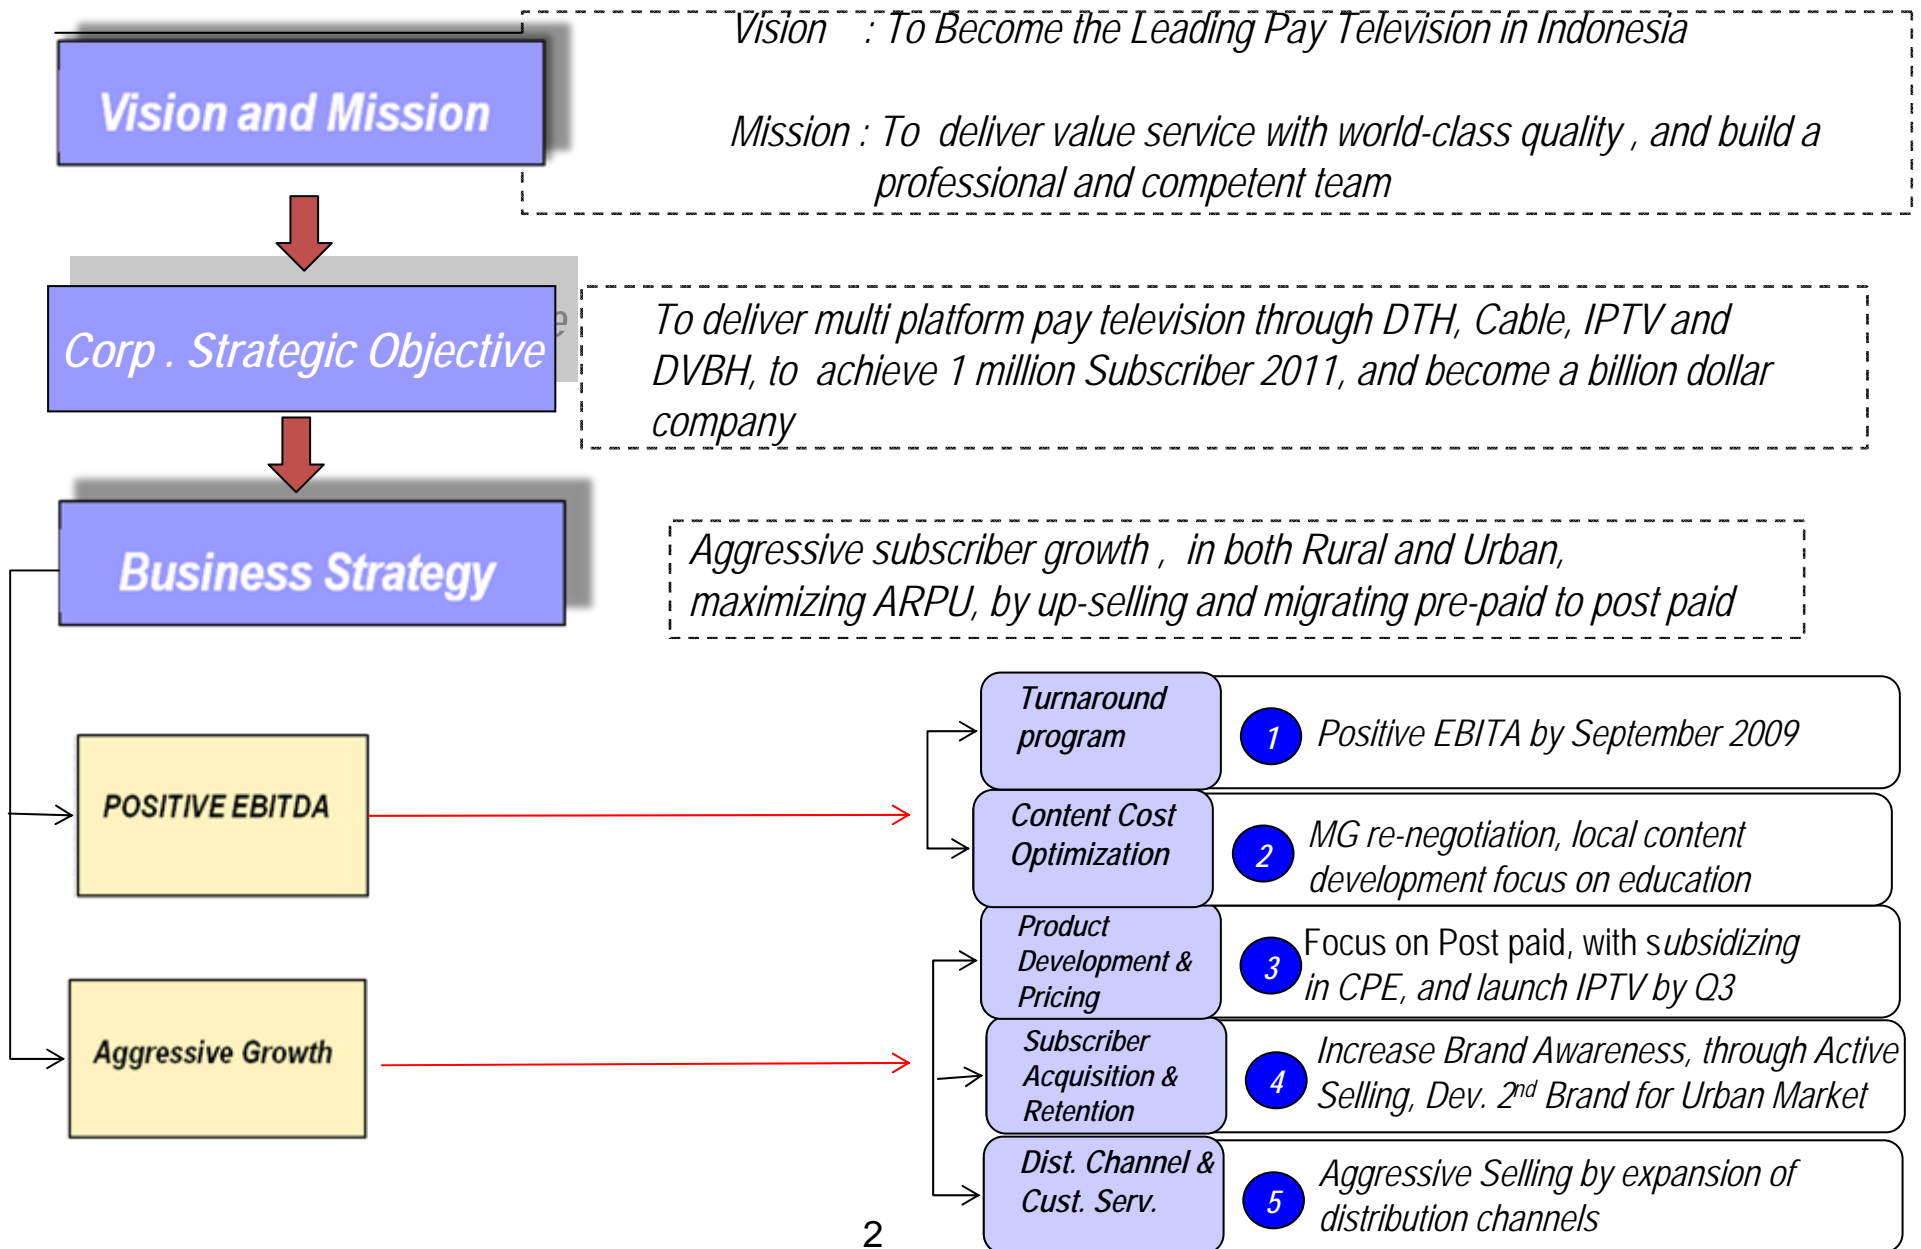 Vision : To Become the Leading Pay Television in Indonesia
Vision and Mission
Mission : To deliver value service with world-class quality , and build a
professional and competent team
Corp . Strategic Objective
To deliver multi platform pay television through DTH, Cable, IPTV and
DVBH, to achieve 1 million Subscriber 2011, and become a billion dollar
company
Business Strategy
Aggressive subscriber growth , in both Rural and Urban,
maximizing ARPU, by up-selling and migrating pre-paid to post paid
POSITIVE EBITDA
Turnaround
program
1 Positive EBITA by September 2009
Content Cost
Optimization
2 MG re-negotiation, local content
development focus on education
Aggressive Growth
Product
Development &
Pricing
3 Focus on Post paid, with subsidizing
in CPE, and launch IPTV by Q3
Subscriber
Acquisition &
Retention
4 Increase Brand Awareness, through Active
Selling, Dev. 2nd Brand for Urban Market
Dist. Channel &
Cust. Serv.
5 Aggressive Selling by expansion of
distribution channels
2